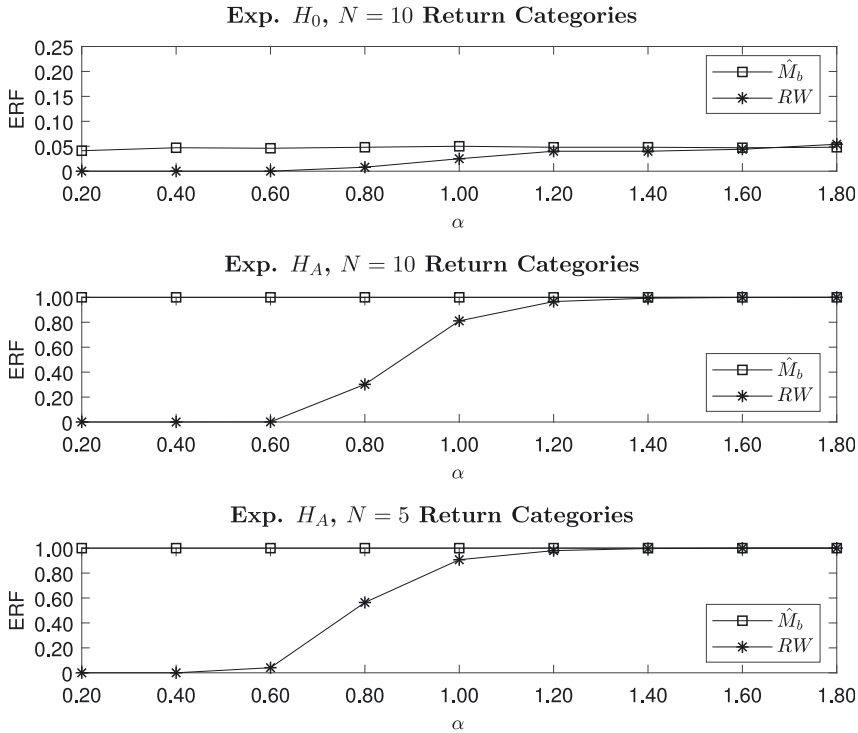 Exp. H₀, N = 10 Return Categories
0.25
0.20
0.15
0.10
0.05
0
ERF
M̂_b
RW
0.20 0.40 0.60 0.80 1.00 1.20 1.40 1.60 1.80
α
Exp. H_A, N = 10 Return Categories
1.00
0.80
0.60
0.40
0.20
0
ERF
M̂_b
RW
0.20 0.40 0.60 0.80 1.00 1.20 1.40 1.60 1.80
α
Exp. H_A, N = 5 Return Categories
1.00
0.80
0.60
0.40
0.20
0
ERF
M̂_b
RW
0.20 0.40 0.60 0.80 1.00 1.20 1.40 1.60 1.80
α